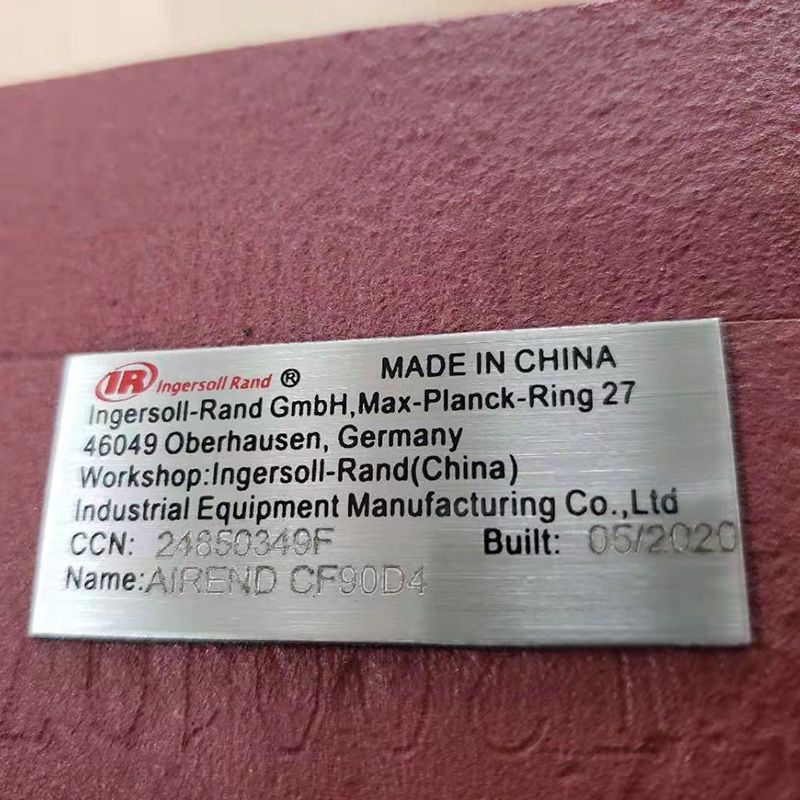 IR Ingersoll Rand ® MADE IN CHINA
Ingersoll-Rand GmbH,Max-Planck-Ring 27
46049 Oberhausen, Germany
Workshop:Ingersoll-Rand(China)
Industrial Equipment Manufacturing Co.,Ltd
CCN: 24850349F Built: 05/2020
Name:AIREND CF90D4